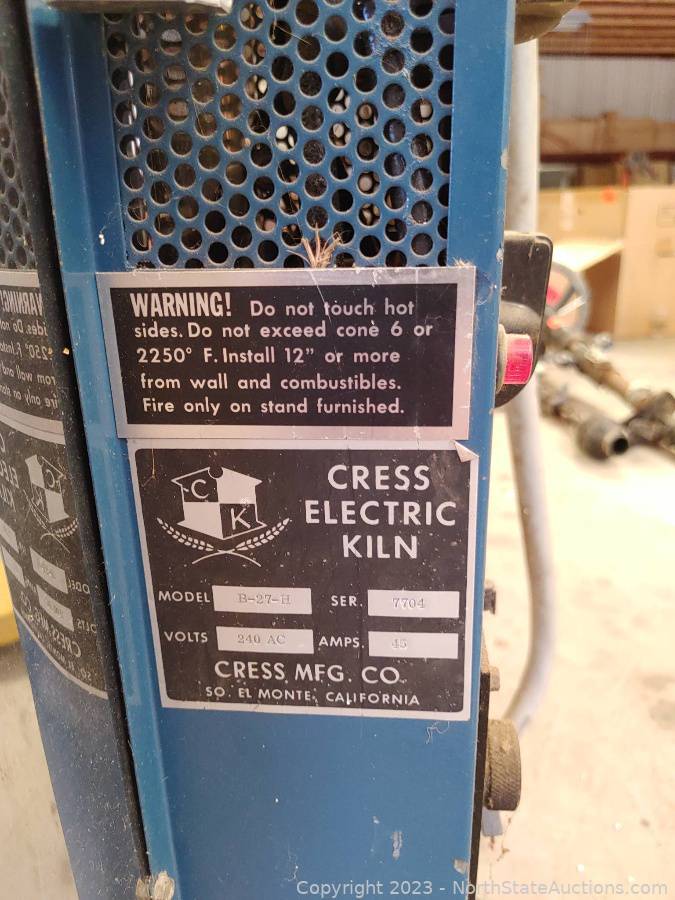 WARNING! Do not touch hot
sides. Do not exceed cone 6 or
2250° F. Install 12" or more
from wall and combustibles.
Fire only on stand furnished.
C K
CRESS
ELECTRIC
KILN
MODEL B-27-H SER. 7704
VOLTS 240 AC AMPS. 45
CRESS MFG. CO.
SO. EL MONTE, CALIFORNIA
Copyright 2023 - NorthStateAuctions.com